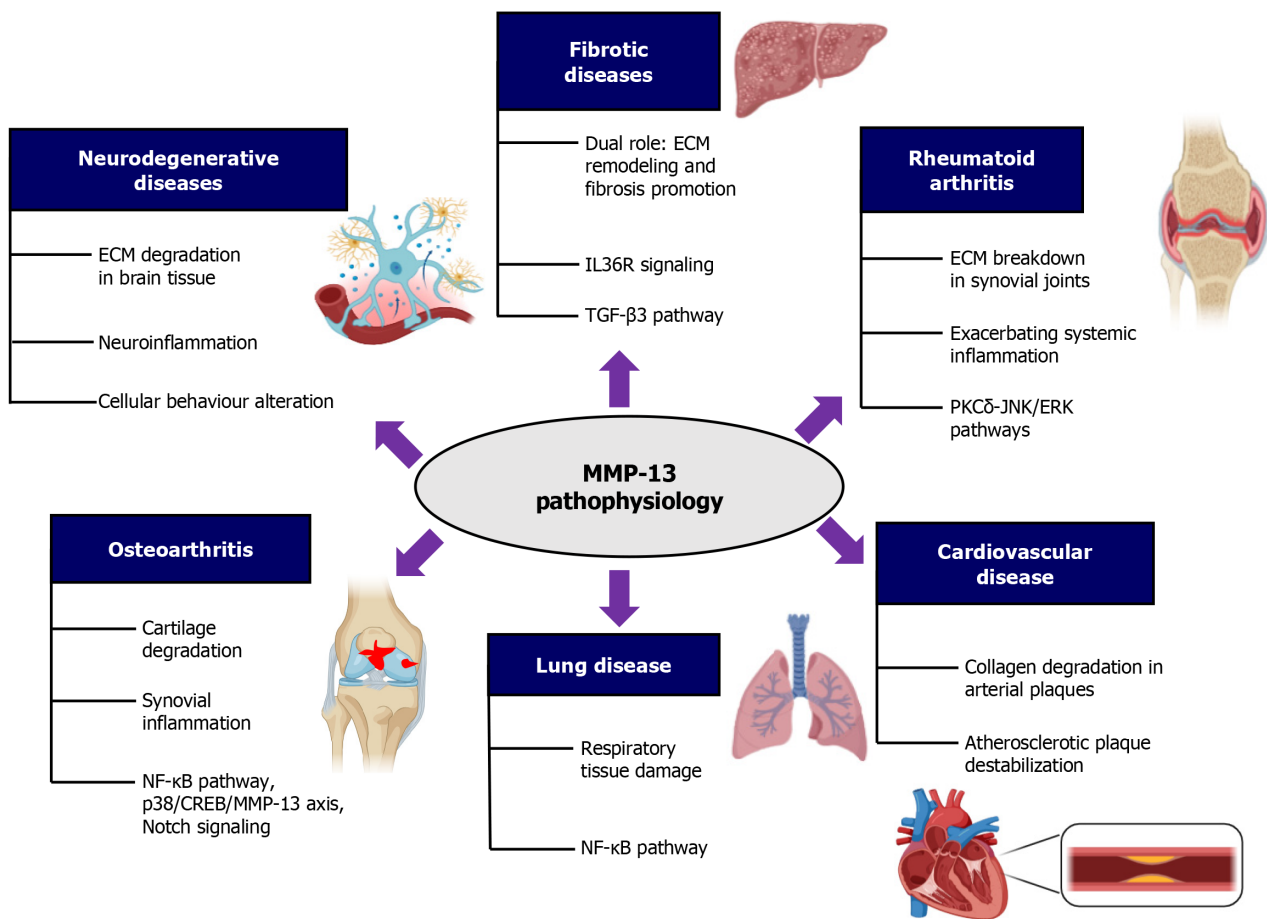 Fibrotic
diseases
Dual role: ECM
remodeling and
fibrosis promotion
IL36R signaling
TGF-β3 pathway
Neurodegenerative
diseases
ECM degradation
in brain tissue
Neuroinflammation
Cellular behaviour alteration
Rheumatoid
arthritis
ECM breakdown
in synovial joints
Exacerbating systemic
inflammation
PKCδ-JNK/ERK
pathways
MMP-13
pathophysiology
Osteoarthritis
Cartilage
degradation
Synovial
inflammation
NF-κB pathway,
p38/CREB/MMP-13 axis,
Notch signaling
Lung disease
Respiratory
tissue damage
NF-κB pathway
Cardiovascular
disease
Collagen degradation in
arterial plaques
Atherosclerotic plaque
destabilization